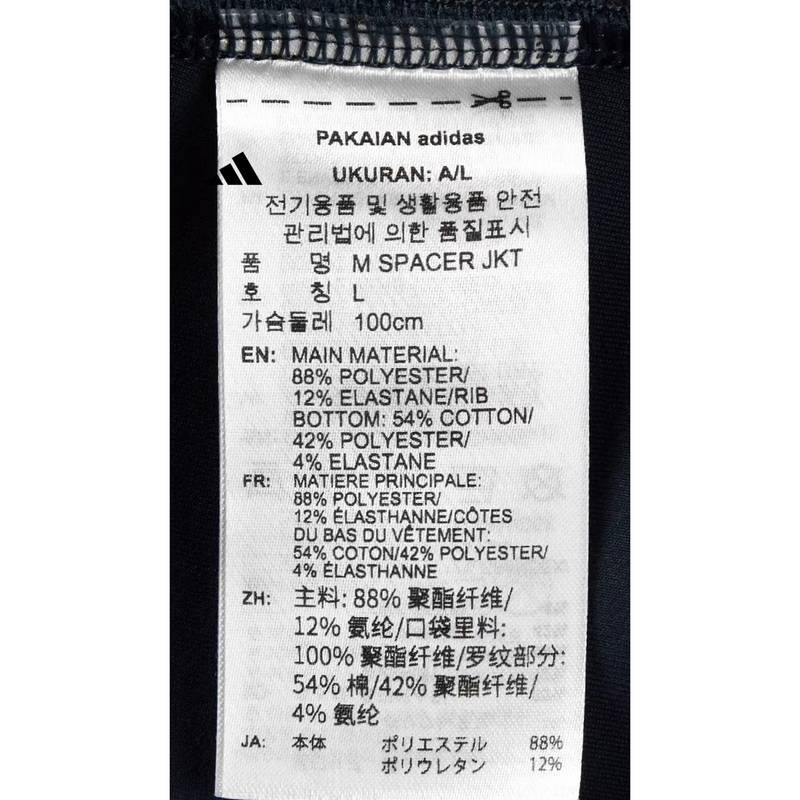 PAKAIAN adidas
UKURAN: A/L
전기용품 및 생활용품 안전
관리법에 의한 품질표시
품 명 M SPACER JKT
호 칭 L
가슴둘레 100cm
EN: MAIN MATERIAL:
88% POLYESTER/
12% ELASTANE/RIB
BOTTOM: 54% COTTON/
42% POLYESTER/
4% ELASTANE
FR: MATIERE PRINCIPALE:
88% POLYESTER/
12% ÉLASTHANNE/CÔTES
DU BAS DU VÊTEMENT:
54% COTON/42% POLYESTER/
4% ÉLASTHANNE
ZH: 主料: 88% 聚酯纤维/
12% 氨纶/口袋里料:
100% 聚酯纤维/罗纹部分:
54% 棉/42% 聚酯纤维/
4% 氨纶
JA: 本体 ポリエステル 88%
ポリウレタン 12%